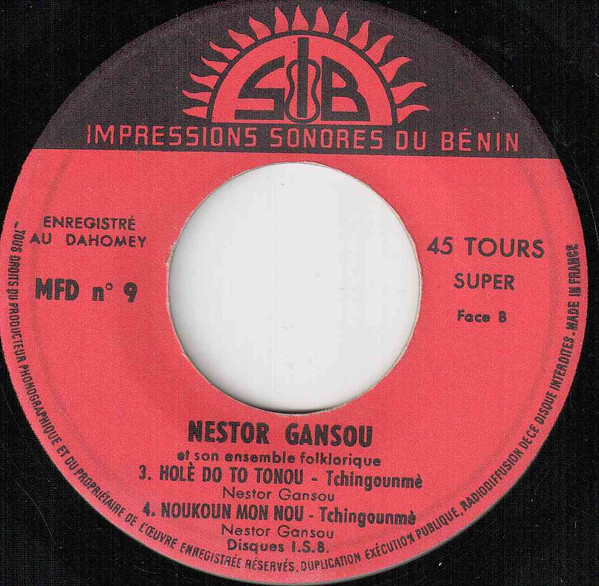 SIB
IMPRESSIONS SONORES DU BÉNIN
ENREGISTRÉ
AU DAHOMEY
MFD n° 9
45 TOURS
SUPER
Face B
NESTOR GANSOU
et son ensemble folklorique
3. HOLÈ DO TO TONOU - Tchingounmè
Nestor Gansou
4. NOUKOUN MON NOU - Tchingounmè
Nestor Gansou
Disques I.S.B.
TOUS DROITS DU PRODUCTEUR PHONOGRAPHIQUE ET DU PROPRIÉTAIRE DE L'ŒUVRE ENREGISTRÉE RÉSERVÉS, DUPLICATION EXÉCUTION PUBLIQUE, RADIODIFFUSION DE CE DISQUE INTERDITES - MADE IN FRANCE